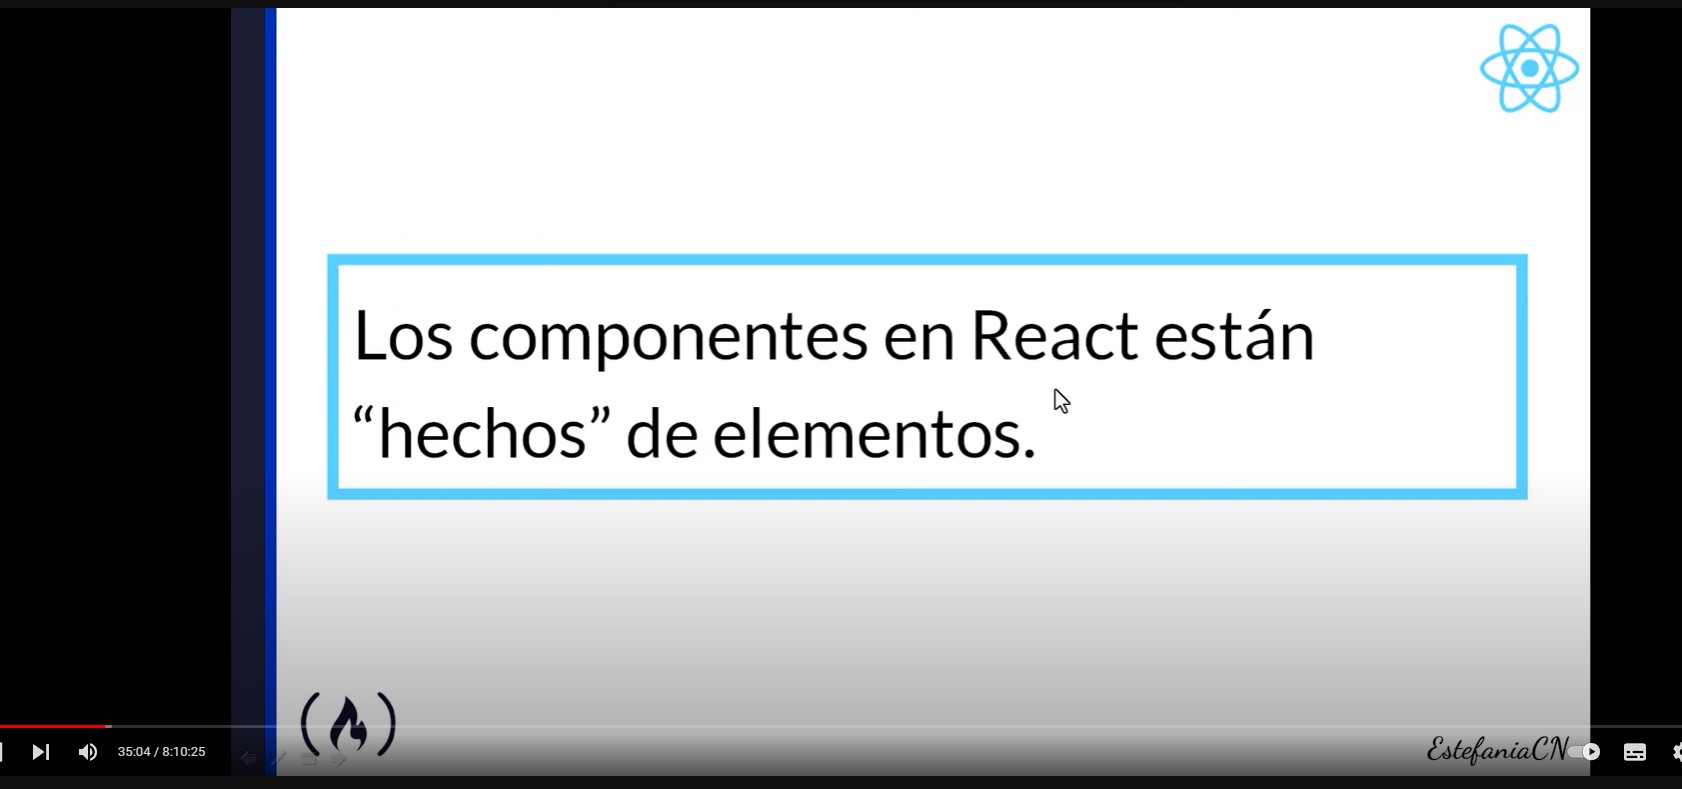 Los componentes en React están
“hechos” de elementos.
35:04 / 8:10:25
EstefaniaCN